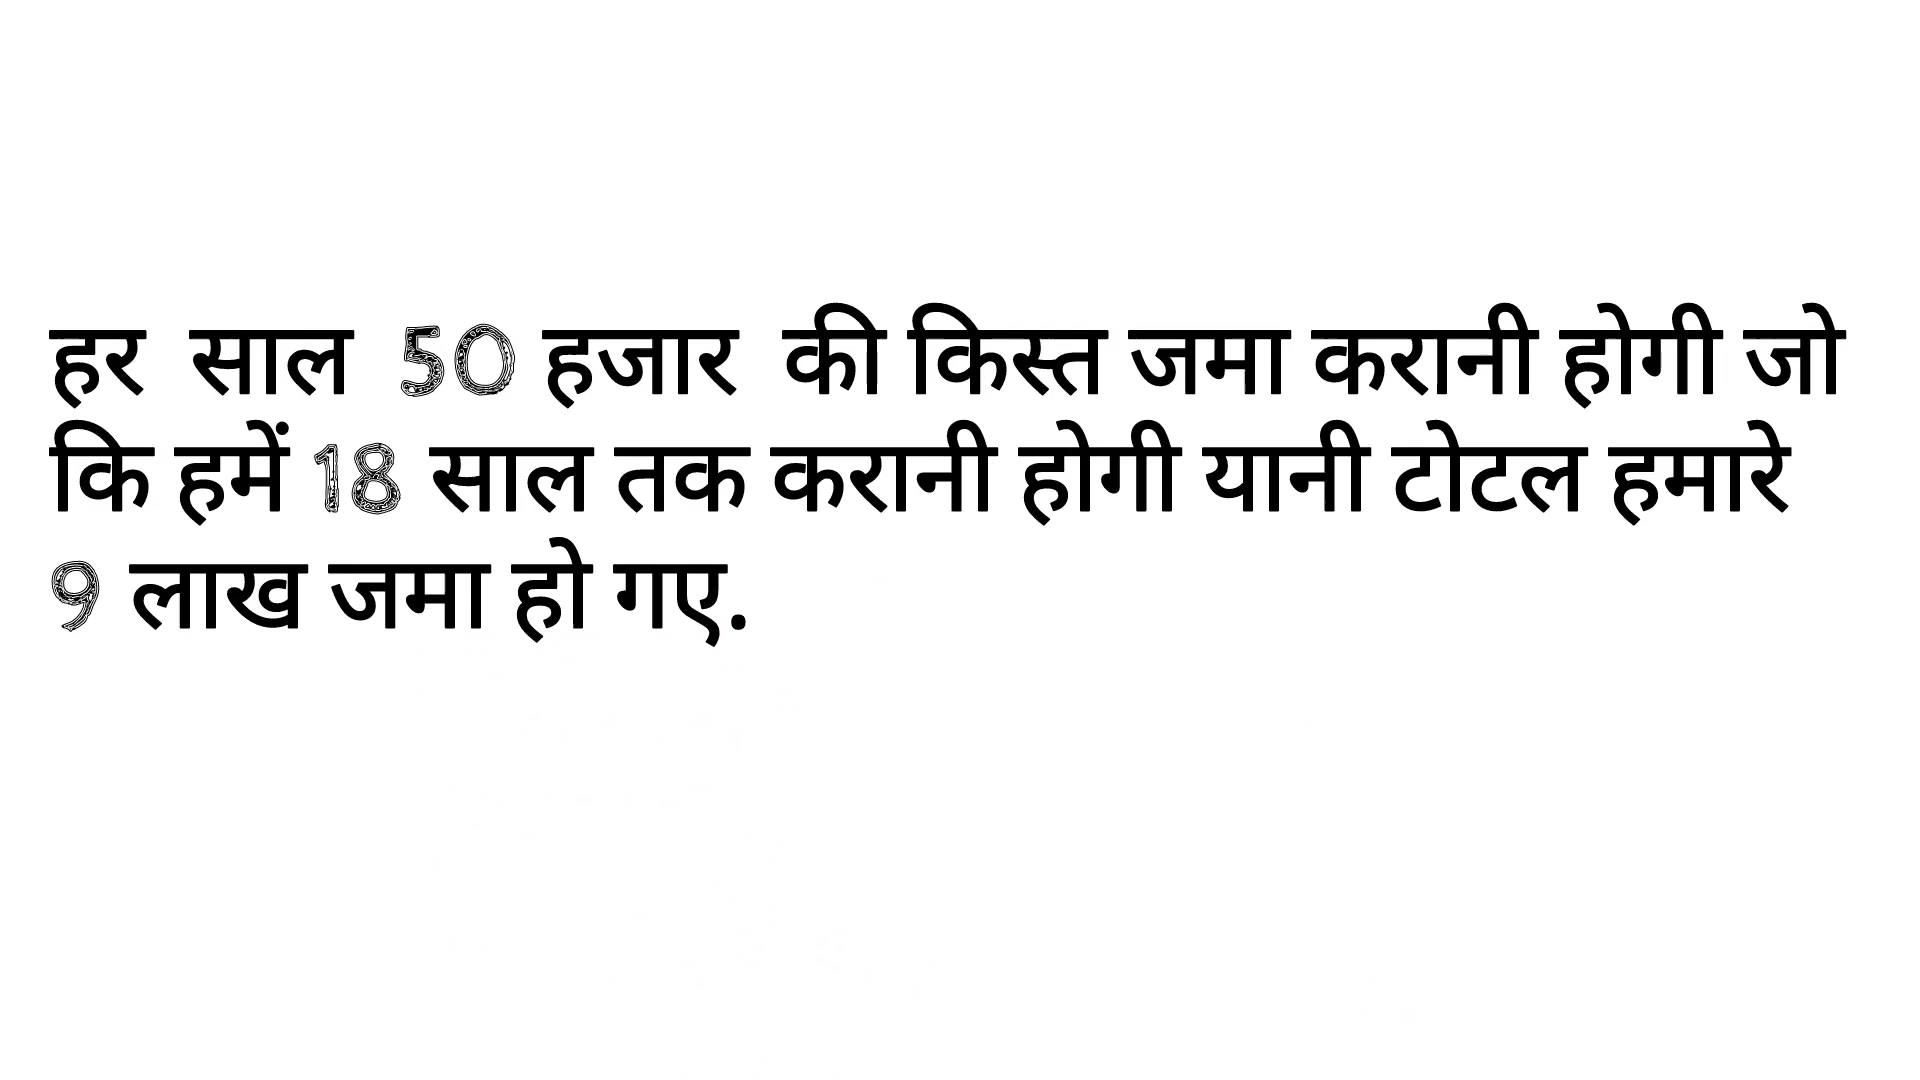 हर साल 50 हजार की किस्त जमा करानी होगी जो
कि हमें 18 साल तक करानी होगी यानी टोटल हमारे
9 लाख जमा हो गए.